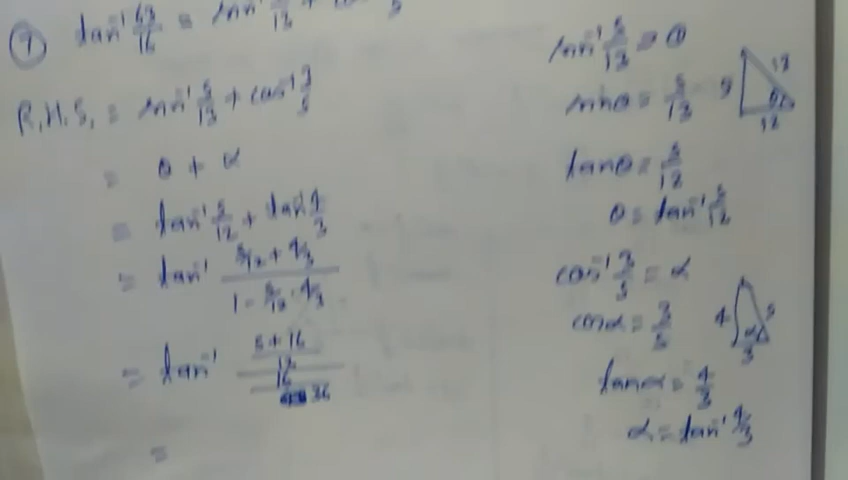 ⑦ tan⁻¹ 63/16 = sin⁻¹ 5/13 + cos⁻¹ 3/5
R.H.S. = sin⁻¹ 5/13 + cos⁻¹ 3/5
= θ + α
= tan⁻¹ 5/12 + tan⁻¹ 4/3
= tan⁻¹ (5/12 + 4/3)/(1 - 5/12 · 4/3)
= tan⁻¹ ((5+16)/12)/(16/36)
=
sin⁻¹ 5/13 = θ
sinθ = 5/13
5 13 θ 12
tanθ = 5/12
θ = tan⁻¹ 5/12
cos⁻¹ 3/5 = α
cosα = 3/5
4 5 α 3
tanα = 4/3
α = tan⁻¹ 4/3